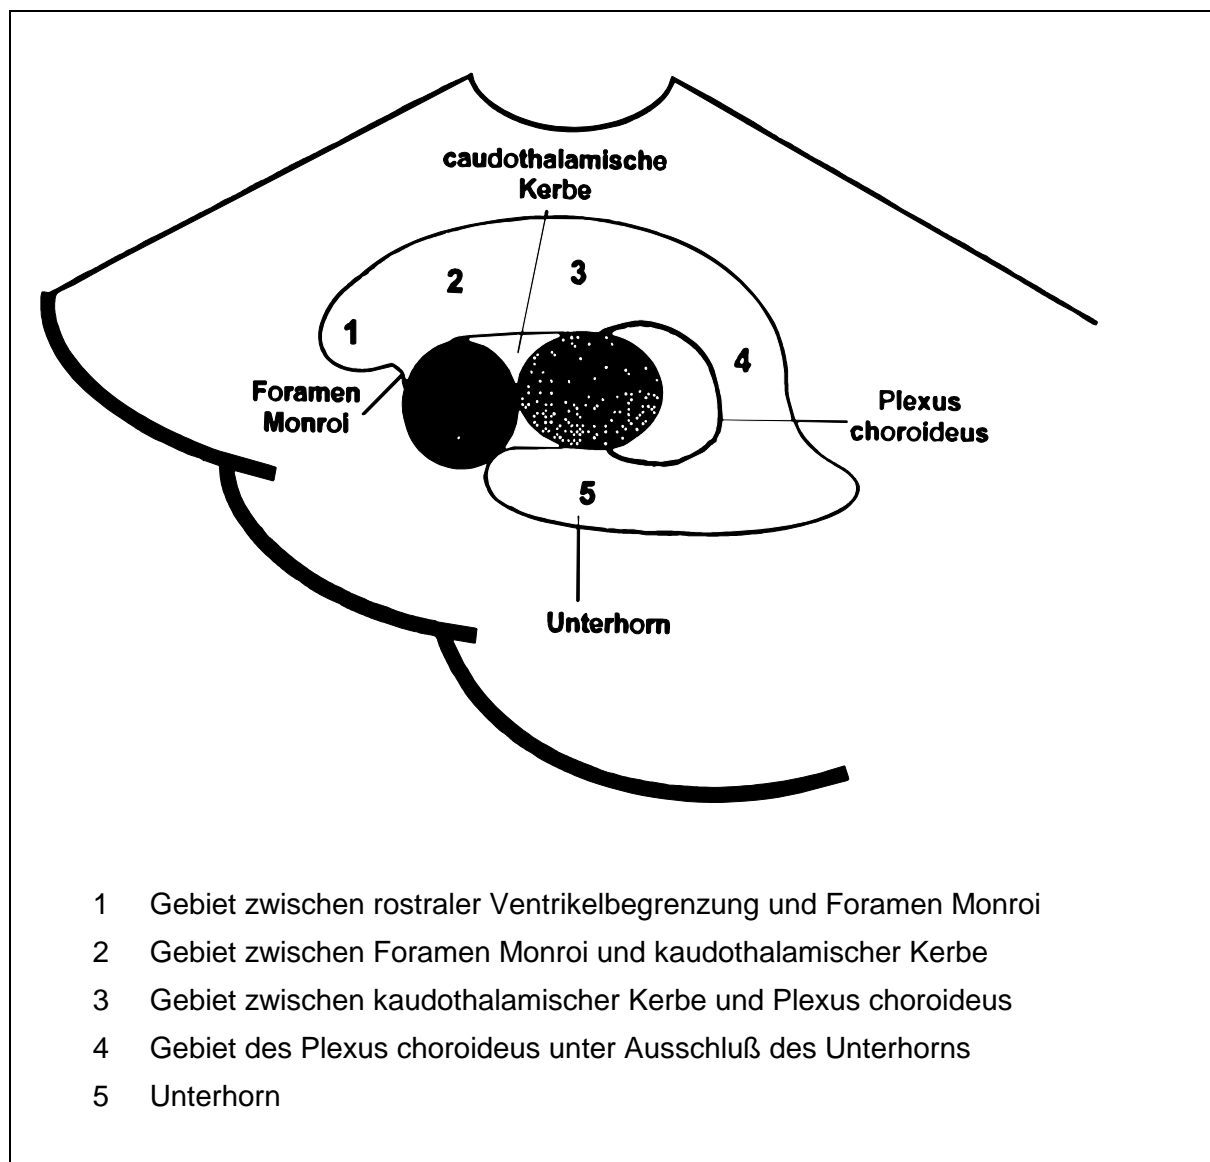 caudothalamische
Kerbe
2
3
1
4
Foramen
Monroi
Plexus
choroideus
5
Unterhorn
1 Gebiet zwischen rostraler Ventrikelbegrenzung und Foramen Monroi
2 Gebiet zwischen Foramen Monroi und kaudothalamischer Kerbe
3 Gebiet zwischen kaudothalamischer Kerbe und Plexus choroideus
4 Gebiet des Plexus choroideus unter Ausschluß des Unterhorns
5 Unterhorn